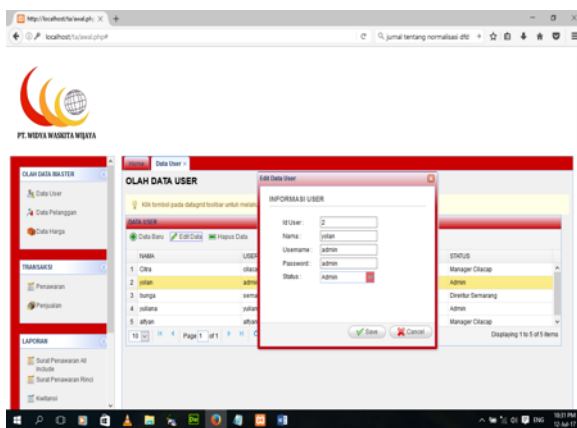 http://localhost/ta/awal.ph
localhost/ta/awal.php#
jurnal tentang normalisasi dfd
PT. WIDYA WASKITA WIJAYA
OLAH DATA MASTER
Data User
Data Pelanggan
Data Harga
TRANSAKSI
Penawaran
Penjualan
LAPORAN
Surat Penawaran All
Include
Surat Penawaran Rinci
Kwitansi
Home
Data User
OLAH DATA USER
Klik tombol pada datagrid toolbar untuk
DATA USER
Data Baru Edit Data Hapus Data
NAMA STATUS
1 Citra Manager Cilacap
2 yolan admin Admin
3 bunga Direktur Semarang
4 yuliana Admin
5 Manager Cilacap
10 Page 1 of 1 Displaying 1 to 5 of 5 items
Edit Data User
INFORMASI USER
Id User : 2
Nama : yolan
Username : admin
Password : admin
Status : Admin
Save Cancel
IND
10:31 PM
12-Jul-17